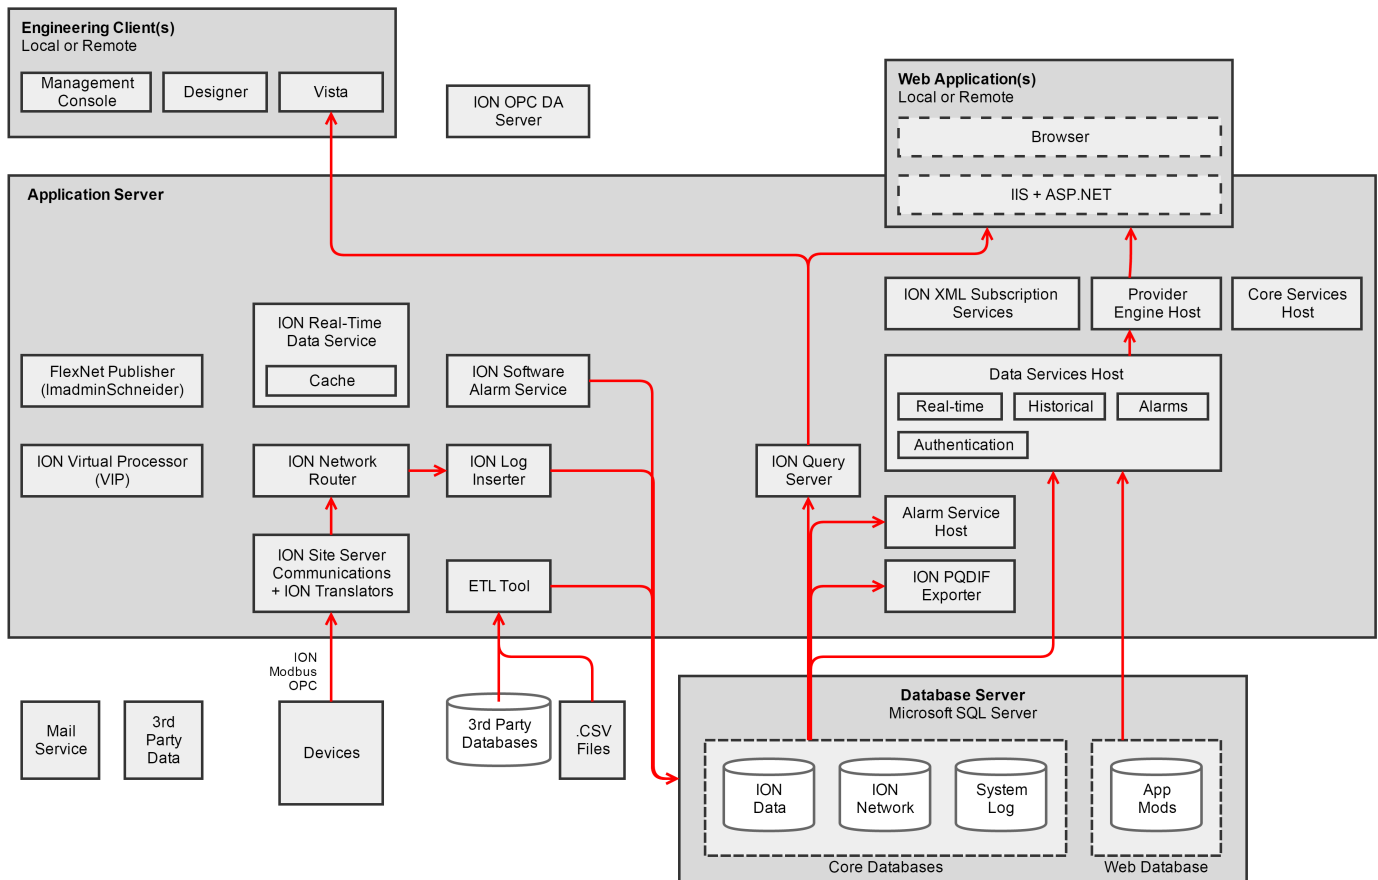 Engineering Client(s)
Local or Remote
Management
Console
Designer
Vista
ION OPC DA
Server
Web Application(s)
Local or Remote
Browser
IIS + ASP.NET
Application Server
ION XML Subscription
Services
Provider
Engine Host
Core Services
Host
ION Real-Time
Data Service
Cache
FlexNet Publisher
(lmadminSchneider)
ION Software
Alarm Service
Data Services Host
Real-time
Historical
Alarms
Authentication
ION Virtual Processor
(VIP)
ION Network
Router
ION Log
Inserter
ION Query
Server
Alarm Service
Host
ION Site Server
Communications
+ ION Translators
ETL Tool
ION PQDIF
Exporter
ION
Modbus
OPC
Mail
Service
3rd
Party
Data
Devices
3rd Party
Databases
.CSV
Files
Database Server
Microsoft SQL Server
ION
Data
ION
Network
System
Log
App
Mods
Core Databases
Web Database